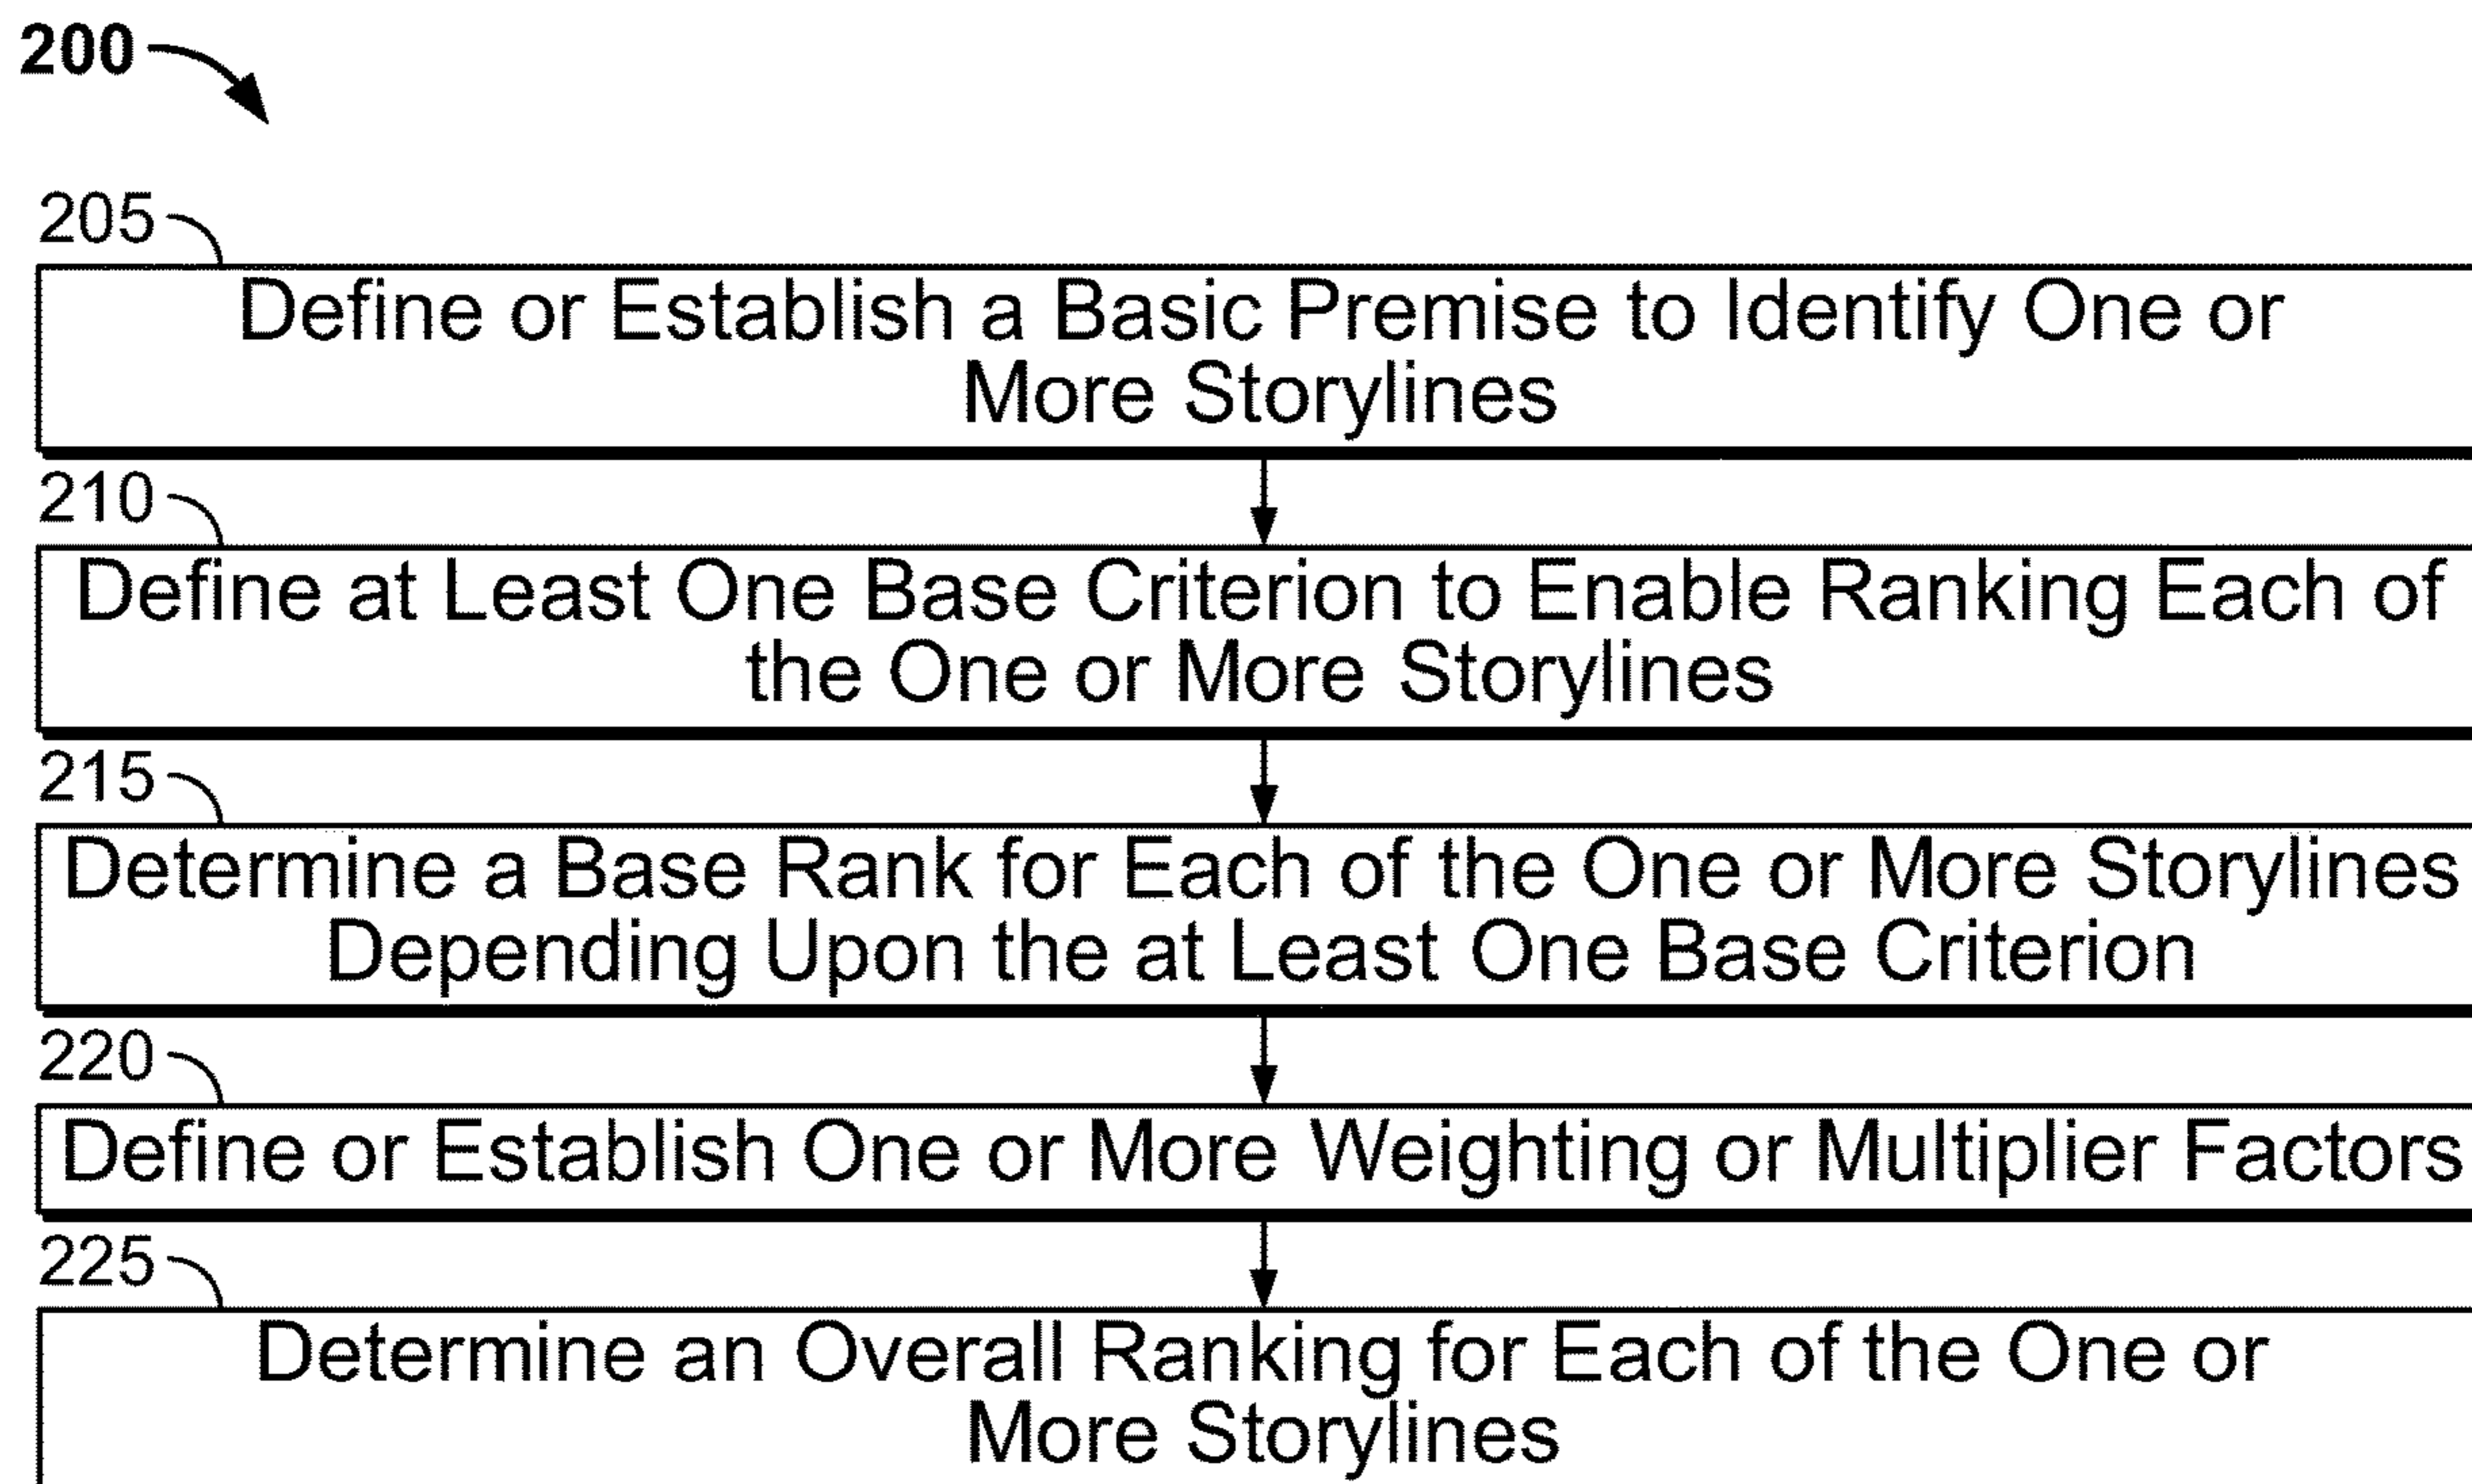 200
205
Define or Establish a Basic Premise to Identify One or
More Storylines
210
Define at Least One Base Criterion to Enable Ranking Each of
the One or More Storylines
215
Determine a Base Rank for Each of the One or More Storylines
Depending Upon the at Least One Base Criterion
220
Define or Establish One or More Weighting or Multiplier Factors
225
Determine an Overall Ranking for Each of the One or
More Storylines